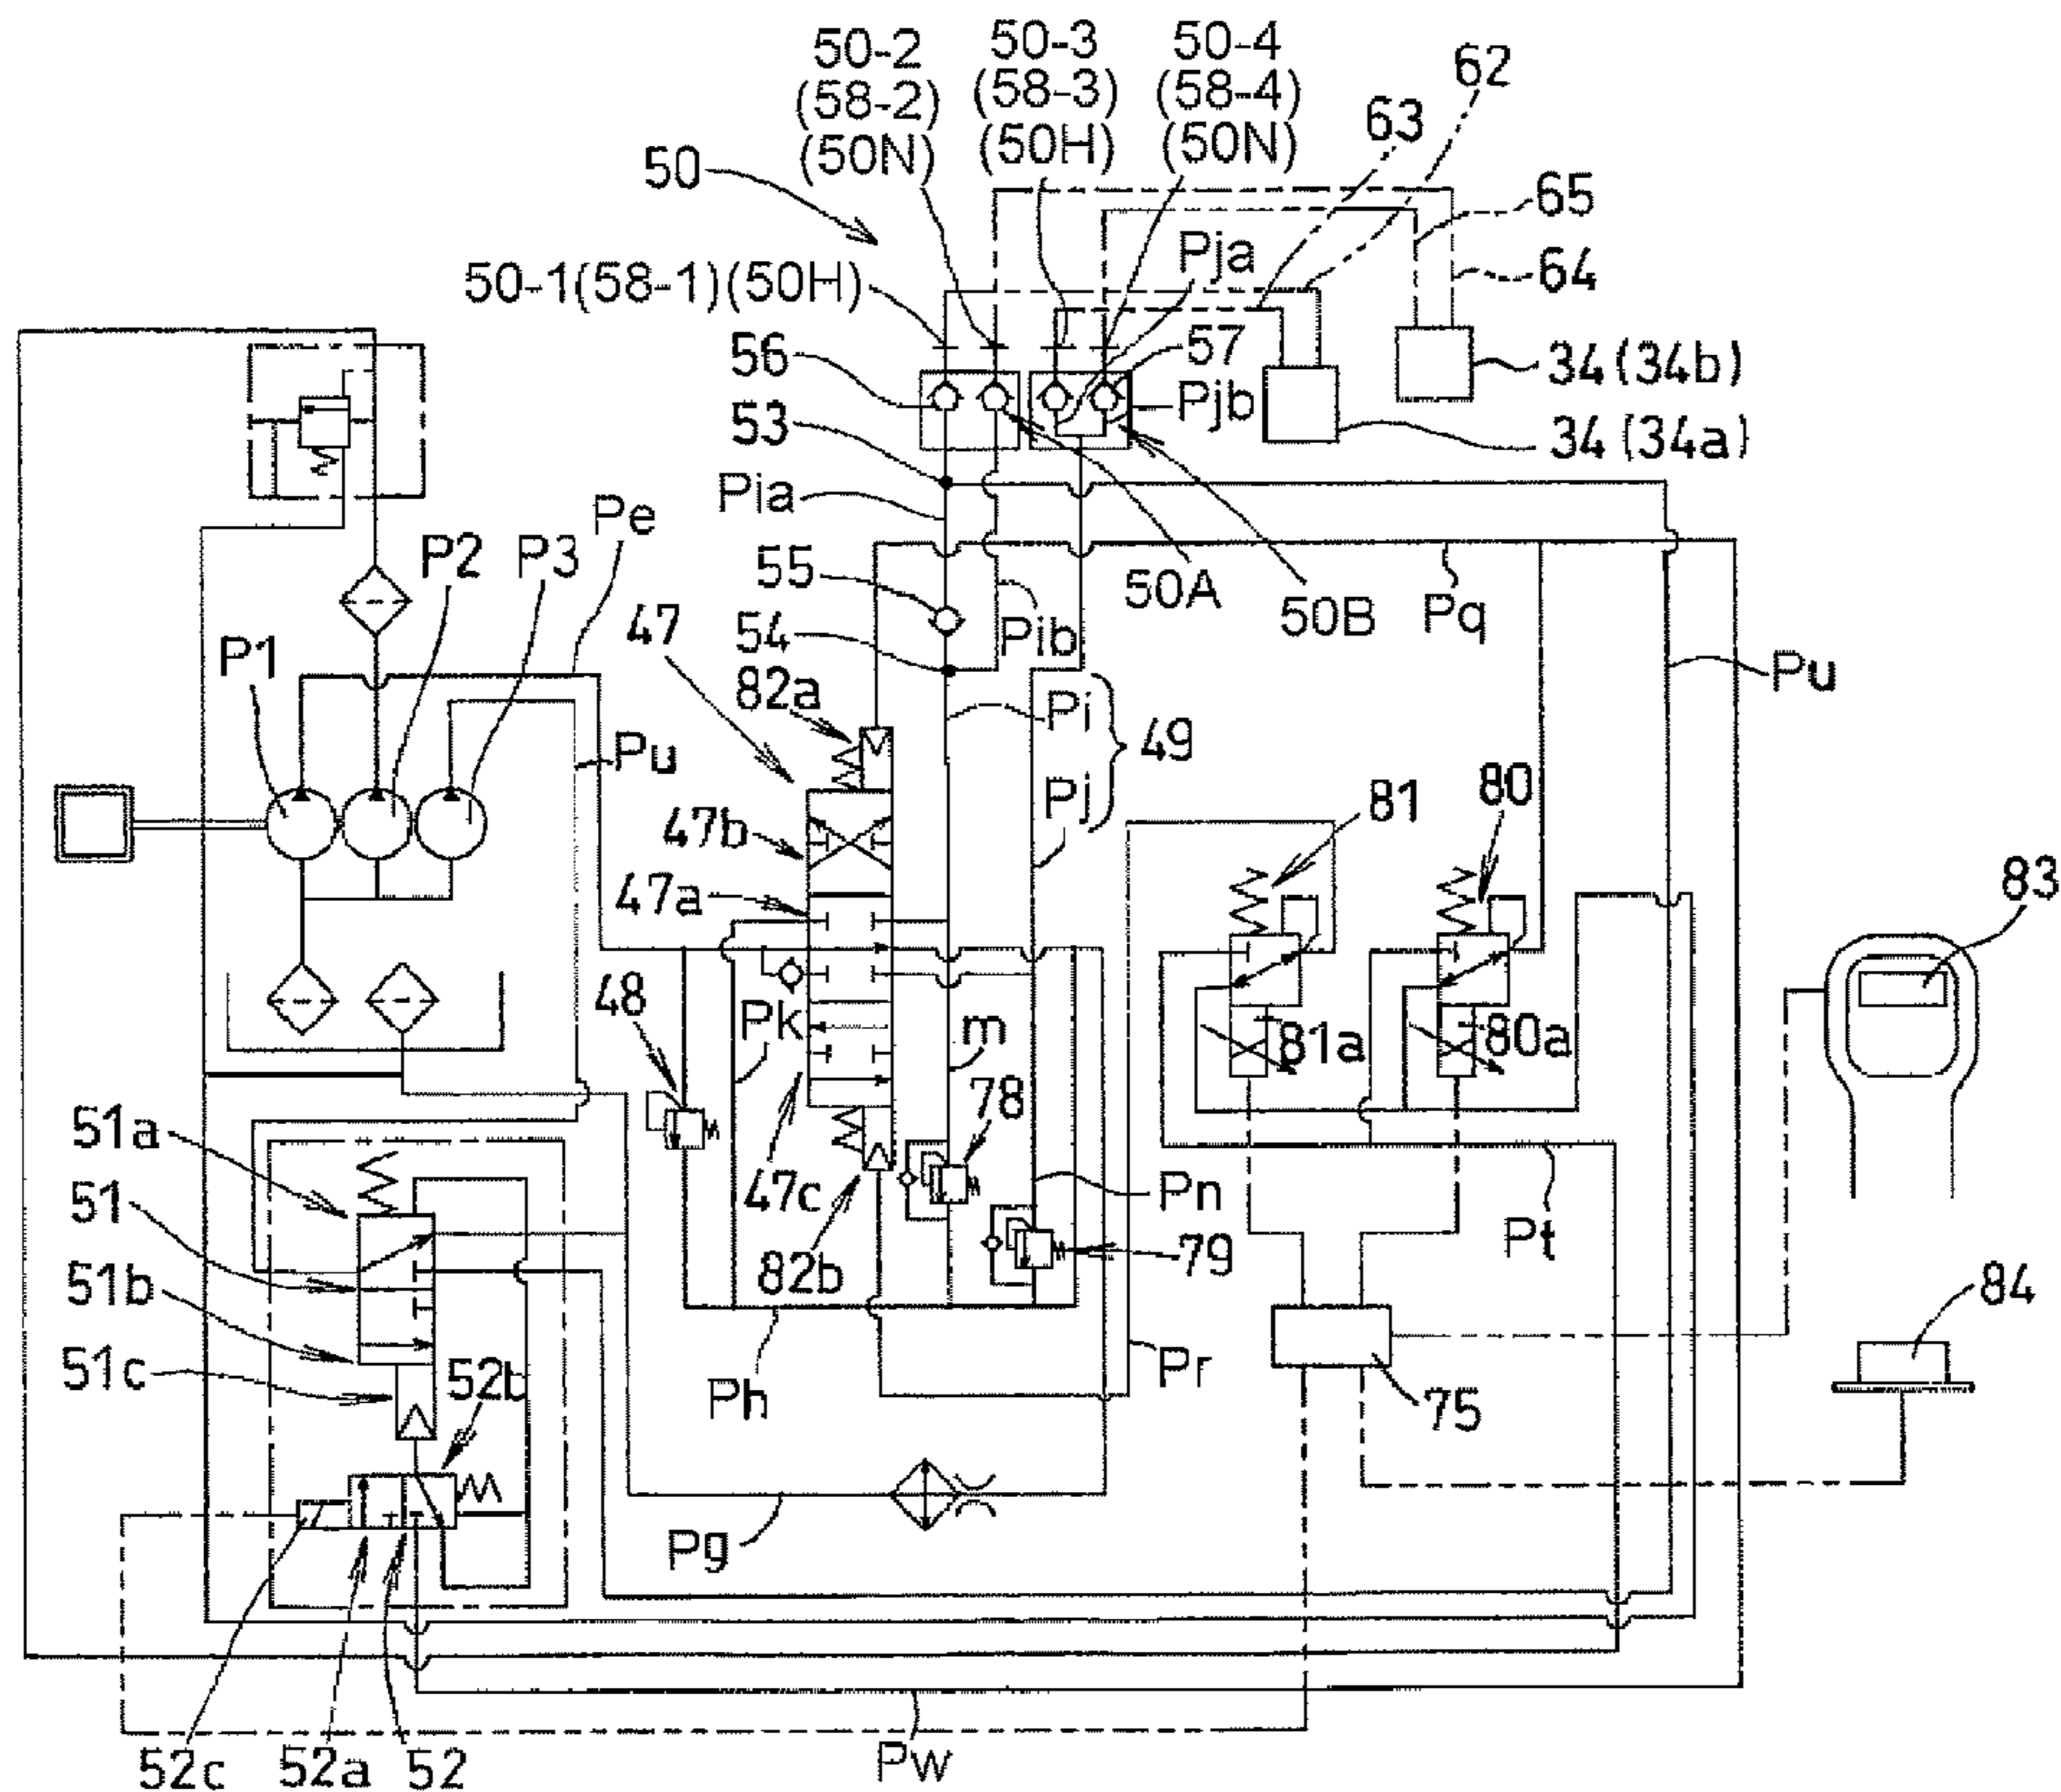 50-2
(58-2)
(50N)
50-3
(58-3)
(50H)
50-4
(58-4)
(50N)
62
63
50
65
Pja
64
50-1(58-1)(50H)
56
57
34 (34b)
Pjb
53
34 (34a)
Pia
Pe
P2
P3
55
50A
50B
Pq
47
54
Pib
P1
82a
Pu
Pi
49
Pu
Pj
81
80
47b
83
47a
48
Pk
m
81a
80a
78
51a
47c
Pn
51
82b
79
Pt
51b
84
51c
52b
Ph
Pr
75
Pg
52c
52a
52
Pw